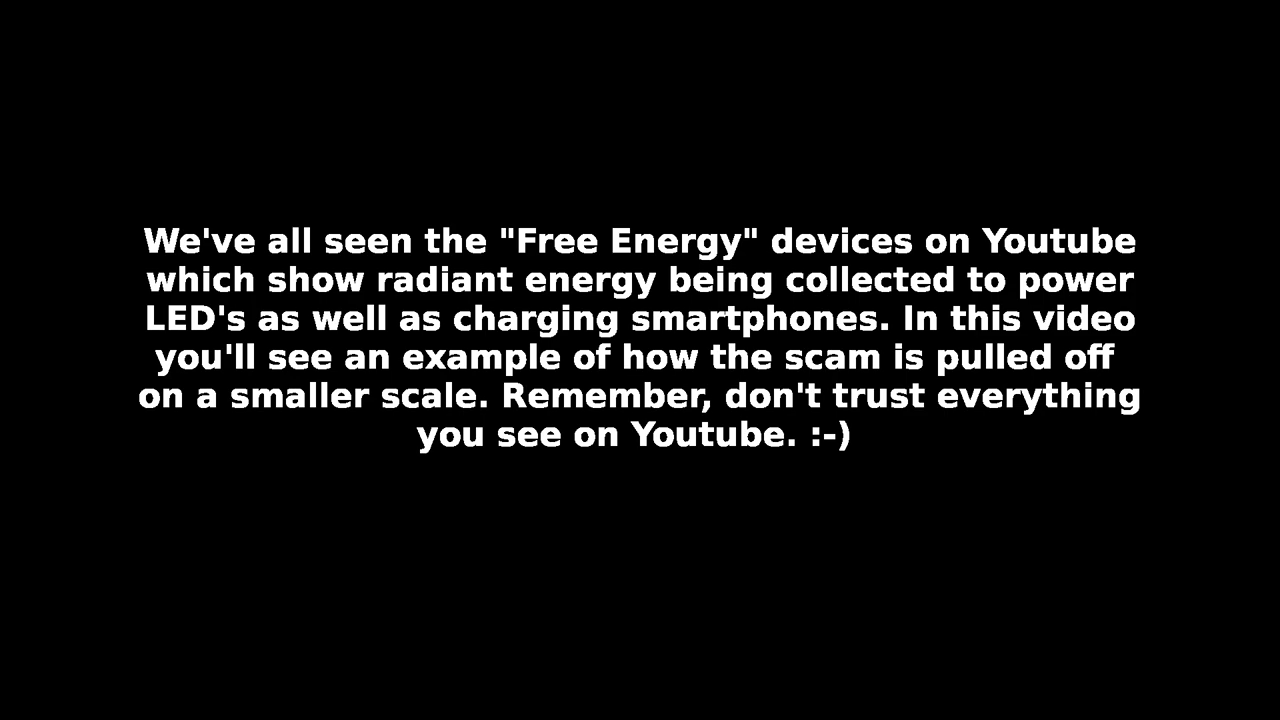 We've all seen the "Free Energy" devices on Youtube
which show radiant energy being collected to power
LED's as well as charging smartphones. In this video
you'll see an example of how the scam is pulled off
on a smaller scale. Remember, don't trust everything
you see on Youtube. :-)